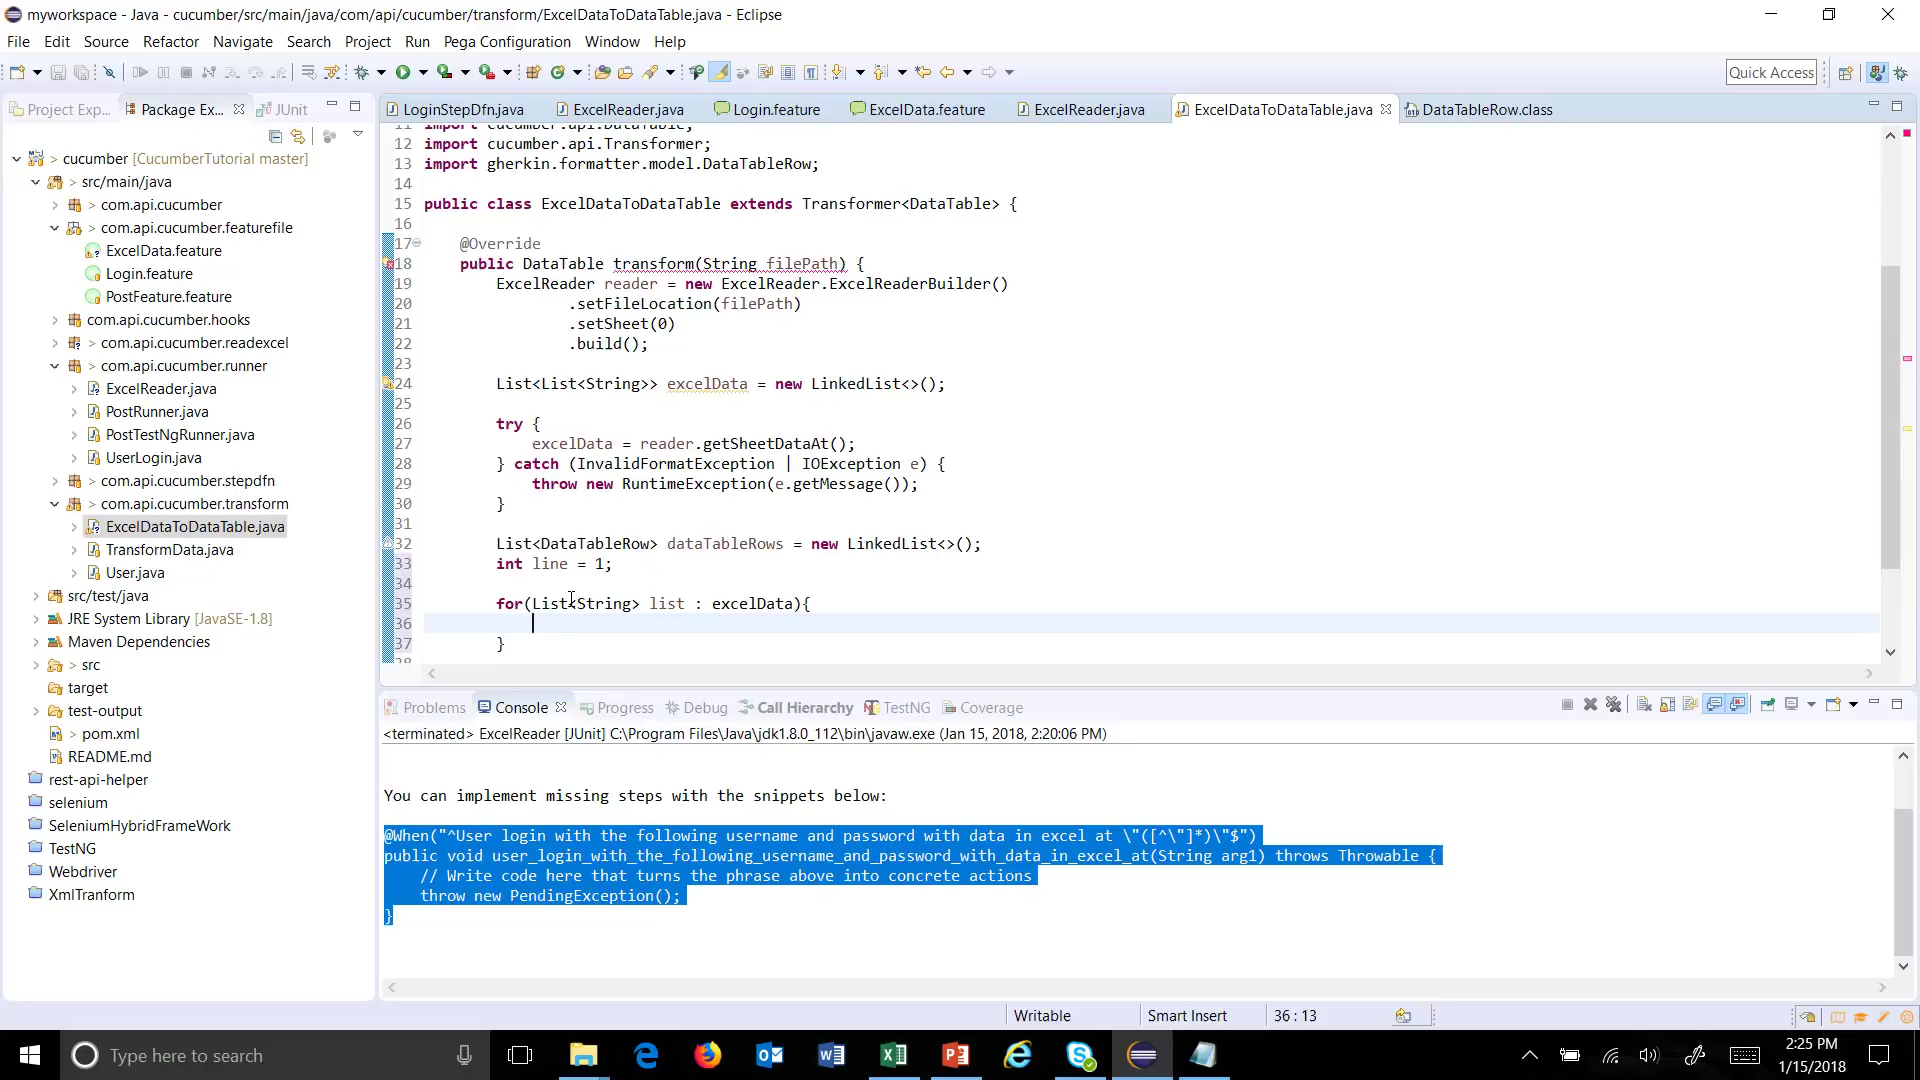 myworkspace - Java - cucumber/src/main/java/com/api/cucumber/transform/ExcelDataToDataTable.java - Eclipse
File Edit Source Refactor Navigate Search Project Run Pega Configuration Window Help
Quick Access
Project Exp... Package Ex... JUnit
LoginStepDfn.java ExcelReader.java Login.feature ExcelData.feature ExcelReader.java ExcelDataToDataTable.java DataTableRow.class
> cucumber [CucumberTutorial master]
> src/main/java
> com.api.cucumber
> com.api.cucumber.featurefile
ExcelData.feature
Login.feature
PostFeature.feature
com.api.cucumber.hooks
> com.api.cucumber.readexcel
> com.api.cucumber.runner
ExcelReader.java
PostRunner.java
PostTestNgRunner.java
UserLogin.java
> com.api.cucumber.stepdfn
> com.api.cucumber.transform
ExcelDataToDataTable.java
TransformData.java
User.java
src/test/java
JRE System Library [JavaSE-1.8]
Maven Dependencies
> src
target
test-output
> pom.xml
README.md
rest-api-helper
selenium
SeleniumHybridFrameWork
TestNG
Webdriver
XmlTranform
11 import cucumber.api.DataTable;
12 import cucumber.api.Transformer;
13 import gherkin.formatter.model.DataTableRow;
14
15 public class ExcelDataToDataTable extends Transformer<DataTable> {
16
17 @Override
18 public DataTable transform(String filePath) {
19 ExcelReader reader = new ExcelReader.ExcelReaderBuilder()
20 .setFileLocation(filePath)
21 .setSheet(0)
22 .build();
23
24 List<List<String>> excelData = new LinkedList<>();
25
26 try {
27 excelData = reader.getSheetDataAt();
28 } catch (InvalidFormatException | IOException e) {
29 throw new RuntimeException(e.getMessage());
30 }
31
32 List<DataTableRow> dataTableRows = new LinkedList<>();
33 int line = 1;
34
35 for(List<String> list : excelData){
36
37 }
38
Problems Console Progress Debug Call Hierarchy TestNG Coverage
<terminated> ExcelReader [JUnit] C:\Program Files\Java\jdk1.8.0_112\bin\javaw.exe (Jan 15, 2018, 2:20:06 PM)
You can implement missing steps with the snippets below:
@When("^User login with the following username and password with data in excel at \"([^\"]*)\"$")
public void user_login_with_the_following_username_and_password_with_data_in_excel_at(String arg1) throws Throwable {
// Write code here that turns the phrase above into concrete actions
throw new PendingException();
}
Writable Smart Insert 36 : 13
Type here to search
2:25 PM
1/15/2018